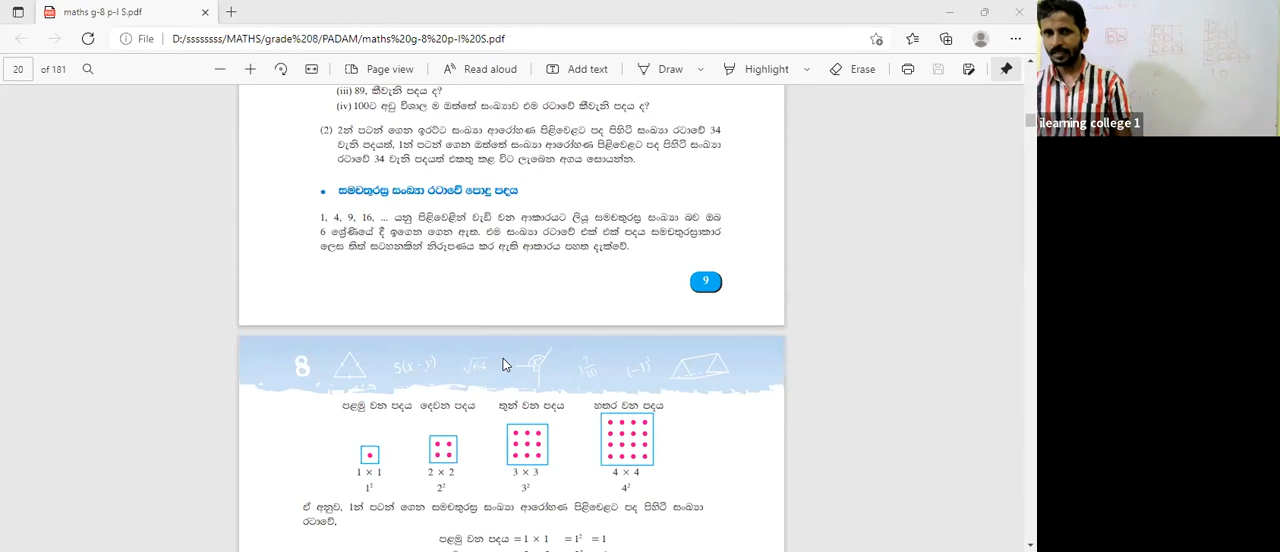 maths g-8 p-I S.pdf
File
D:/ssssssss/MATHS/grade%208/PADAM/maths%20g-8%20p-I%20S.pdf
20 of 181
Page view
Read aloud
Add text
Draw
Highlight
Erase
ilearning college 1
(iii) 89, කීවැනි පදය ද?
(iv) 100ට අඩු විශාල ම ඔත්තේ සංඛ්‍යාව එම රටාවේ කීවැනි පදය ද?
(2) 2න් පටන් ගෙන ඉරට්ට සංඛ්‍යා ආරෝහණ පිළිවෙළට පද පිහිටි සංඛ්‍යා රටාවේ 34
වැනි පදයත්, 1න් පටන් ගෙන ඔත්තේ සංඛ්‍යා ආරෝහණ පිළිවෙළට පද පිහිටි සංඛ්‍යා
රටාවේ 34 වැනි පදයත් එකතු කළ විට ලැබෙන අගය සොයන්න.
• සමචතුරස්‍ර සංඛ්‍යා රටාවේ පොදු පදය
1, 4, 9, 16, ... යනු පිළිවෙළින් වැඩි වන ආකාරයට ලියූ සමචතුරස්‍ර සංඛ්‍යා බව ඔබ
6 ශ්‍රේණියේ දී ඉගෙන ගෙන ඇත. එම සංඛ්‍යා රටාවේ එක් එක් පදය සමචතුරස්‍රාකාර
ලෙස තිත් සටහනකින් නිරූපණය කර ඇති ආකාරය පහත දැක්වේ.
9
8
5(x - y)
√64
(-1)²
පළමු වන පදය දෙවන පදය තුන් වන පදය හතර වන පදය
1 × 1 2 × 2 3 × 3 4 × 4
1² 2² 3² 4²
ඒ අනුව, 1න් පටන් ගෙන සමචතුරස්‍ර සංඛ්‍යා ආරෝහණ පිළිවෙළට පද පිහිටි සංඛ්‍යා
රටාවේ,
පළමු වන පදය = 1 × 1 = 1² = 1